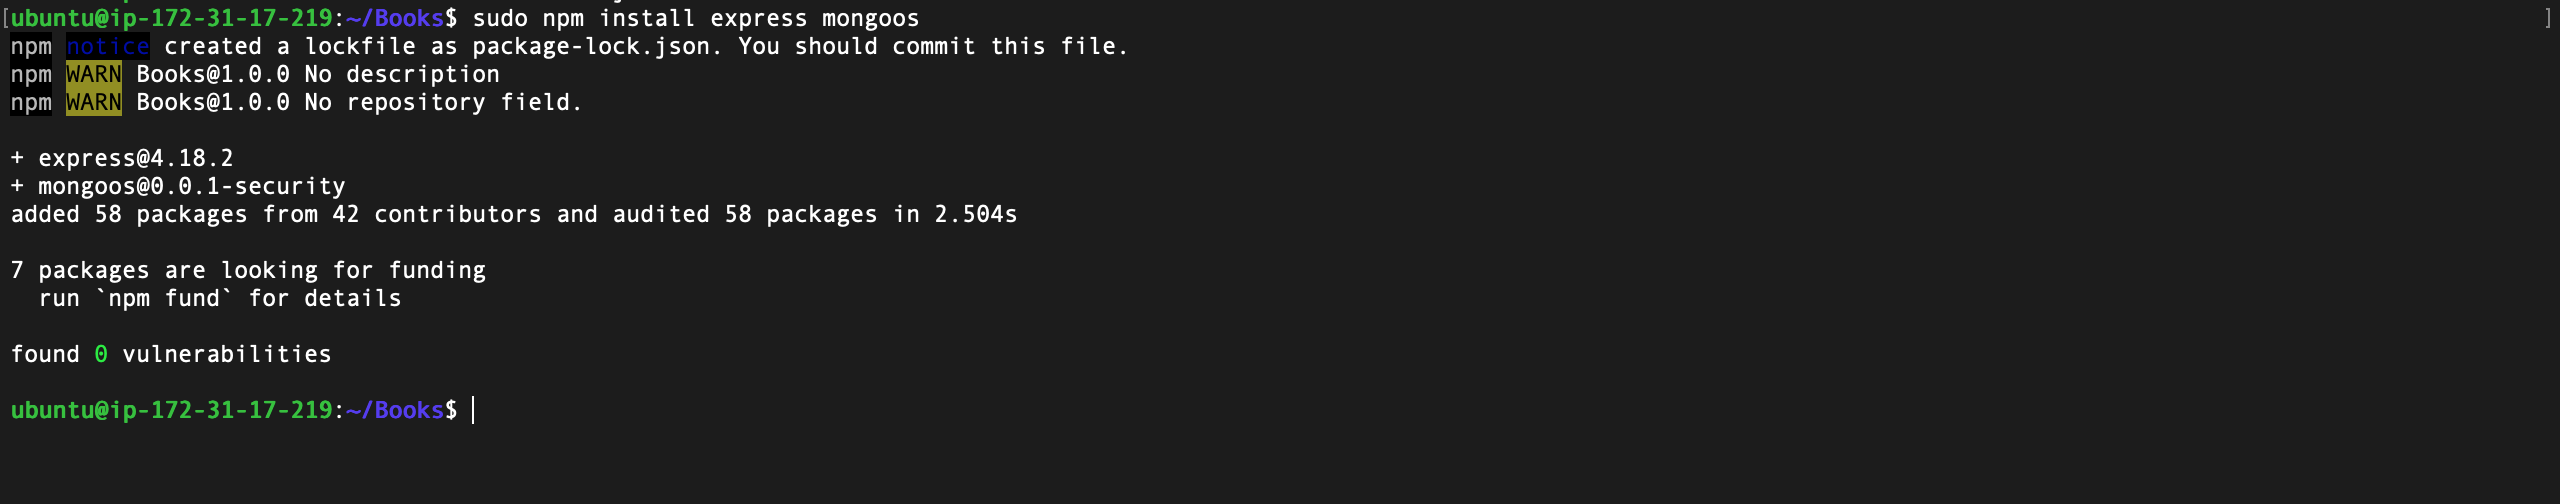 [ubuntu@ip-172-31-17-219:~/Books$ sudo npm install express mongoos ]
npm notice created a lockfile as package-lock.json. You should commit this file.
npm WARN Books@1.0.0 No description
npm WARN Books@1.0.0 No repository field.
+ express@4.18.2
+ mongoos@0.0.1-security
added 58 packages from 42 contributors and audited 58 packages in 2.504s
7 packages are looking for funding
  run `npm fund` for details
found 0 vulnerabilities
ubuntu@ip-172-31-17-219:~/Books$